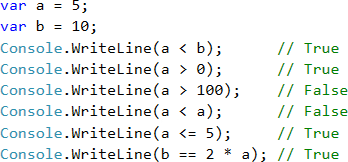 var a = 5;
var b = 10;
Console.WriteLine(a < b);      // True
Console.WriteLine(a > 0);      // True
Console.WriteLine(a > 100);    // False
Console.WriteLine(a < a);      // False
Console.WriteLine(a <= 5);     // True
Console.WriteLine(b == 2 * a); // True